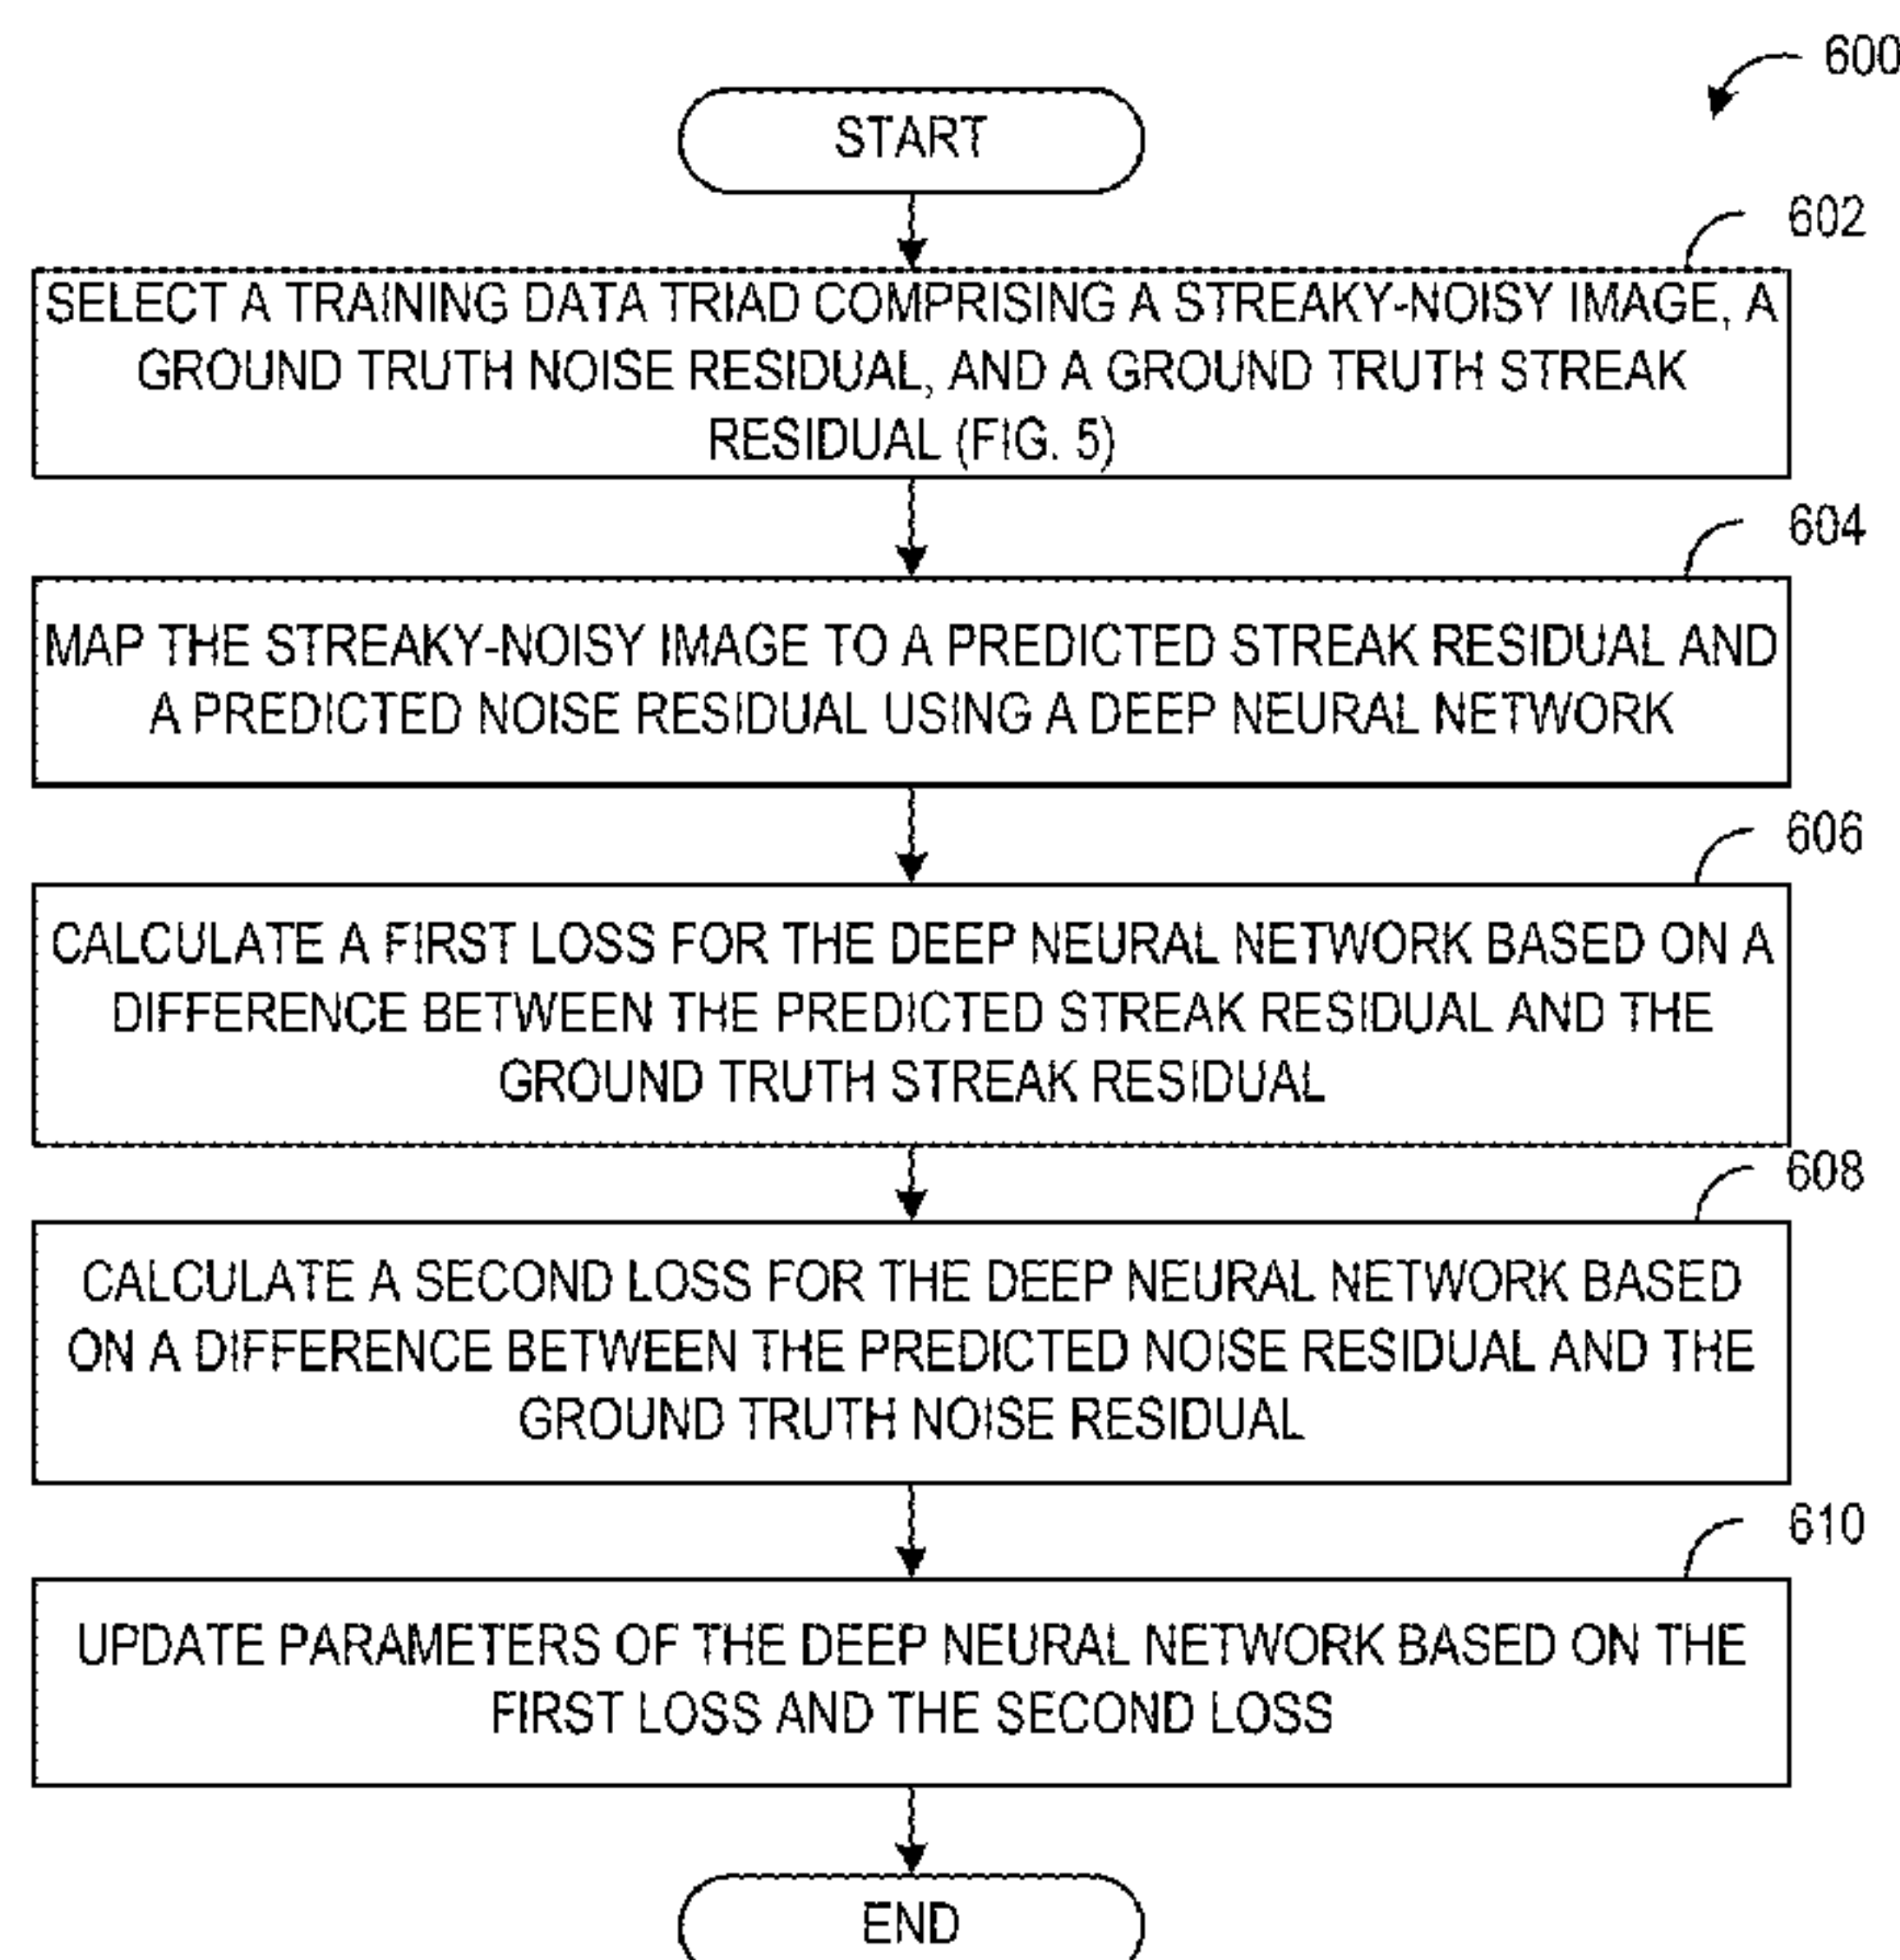 600
START
602
SELECT A TRAINING DATA TRIAD COMPRISING A STREAKY-NOISY IMAGE, A
GROUND TRUTH NOISE RESIDUAL, AND A GROUND TRUTH STREAK
RESIDUAL (FIG. 5)
604
MAP THE STREAKY-NOISY IMAGE TO A PREDICTED STREAK RESIDUAL AND
A PREDICTED NOISE RESIDUAL USING A DEEP NEURAL NETWORK
606
CALCULATE A FIRST LOSS FOR THE DEEP NEURAL NETWORK BASED ON A
DIFFERENCE BETWEEN THE PREDICTED STREAK RESIDUAL AND THE
GROUND TRUTH STREAK RESIDUAL
608
CALCULATE A SECOND LOSS FOR THE DEEP NEURAL NETWORK BASED
ON A DIFFERENCE BETWEEN THE PREDICTED NOISE RESIDUAL AND THE
GROUND TRUTH NOISE RESIDUAL
610
UPDATE PARAMETERS OF THE DEEP NEURAL NETWORK BASED ON THE
FIRST LOSS AND THE SECOND LOSS
END